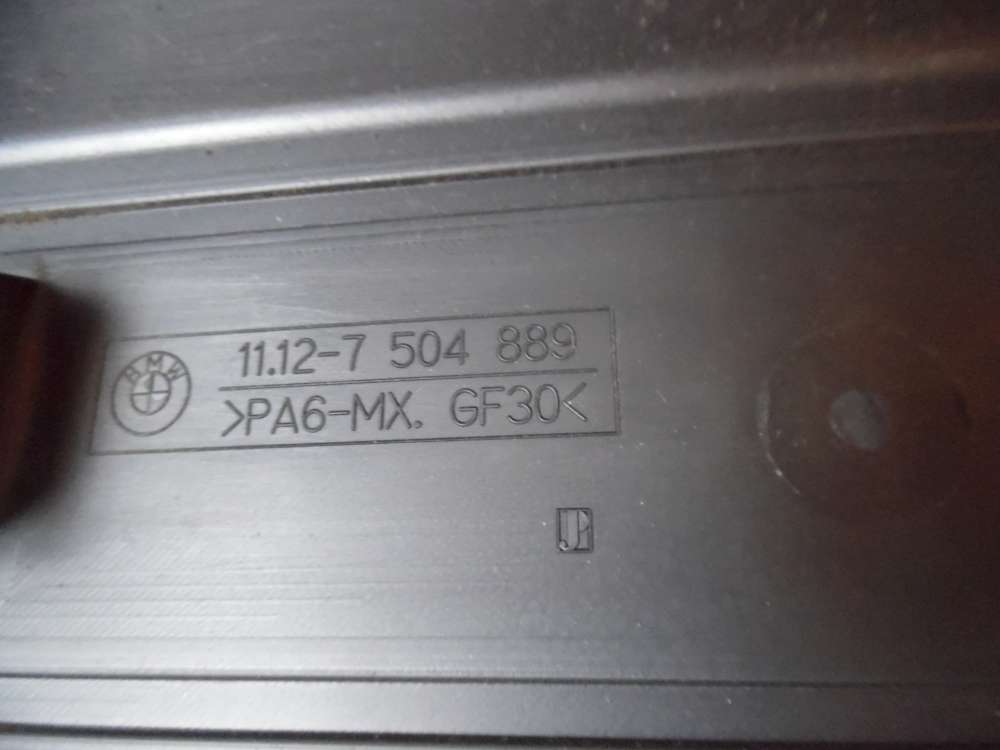 BMW
11.12-7 504 889
>PA6-MX. GF30<